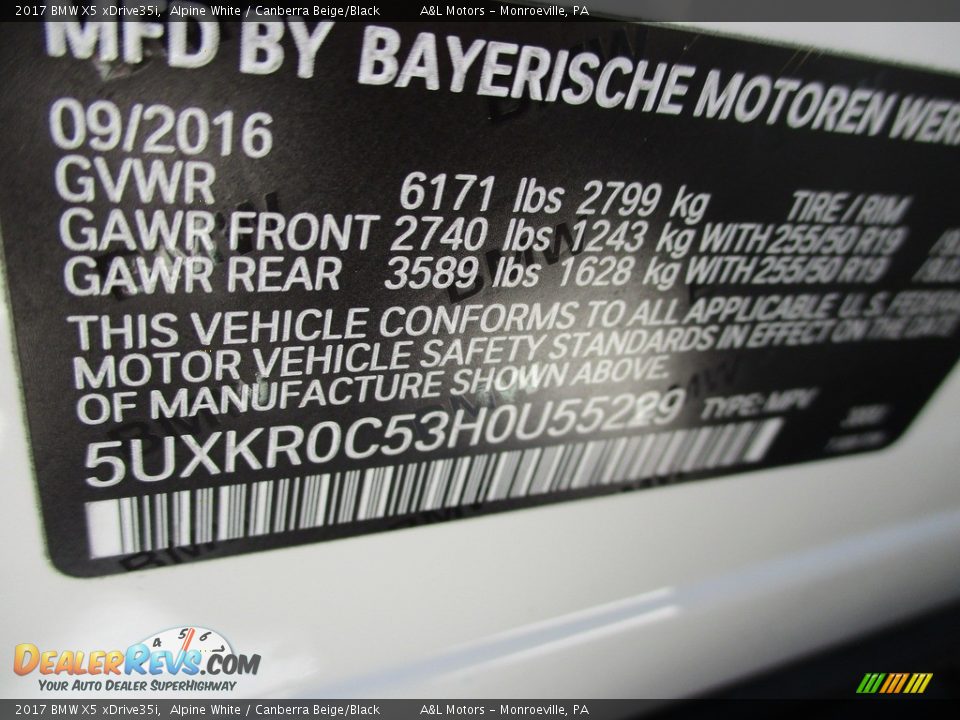 2017 BMW X5 xDrive35i, Alpine White / Canberra Beige/Black A&L Motors - Monroeville, PA
MFD BY BAYERISCHE MOTOREN WER
09/2016
GVWR 6171 lbs 2799 kg TIRE / RIM
GAWR FRONT 2740 lbs 1243 kg WITH 255/50 R19
GAWR REAR 3589 lbs 1628 kg WITH 255/50 R19
THIS VEHICLE CONFORMS TO ALL APPLICABLE U.S. FEDERA
MOTOR VEHICLE SAFETY STANDARDS IN EFFECT ON THE DATE
OF MANUFACTURE SHOWN ABOVE.
5UXKR0C53H0U55229 TYPE: MPV
4 5 6
DEALERREVS.COM
YOUR AUTO DEALER SUPERHIGHWAY
2017 BMW X5 xDrive35i, Alpine White / Canberra Beige/Black A&L Motors - Monroeville, PA